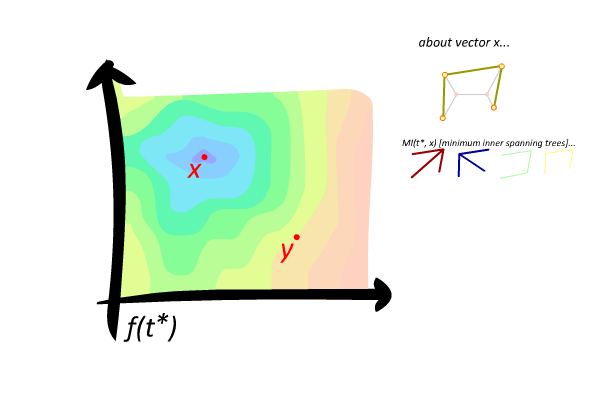 about vector x...
MI(t*, x) [minimum inner spanning trees]...
x
y
f(t*)